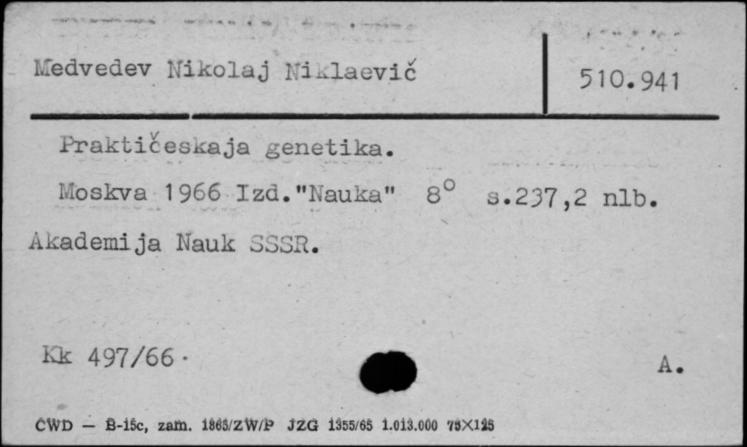 Medvedev Nikolaj Niklaevič 510.941
Praktičeskaja genetika.
Moskva 1966 Izd."Nauka" 8° s.237,2 nlb.
Akademija Nauk SSSR.
Kk 497/66. A.
CWD — B-15c, zam. 1865/ZW/P JZG 1355/65 1.013.000 75X125